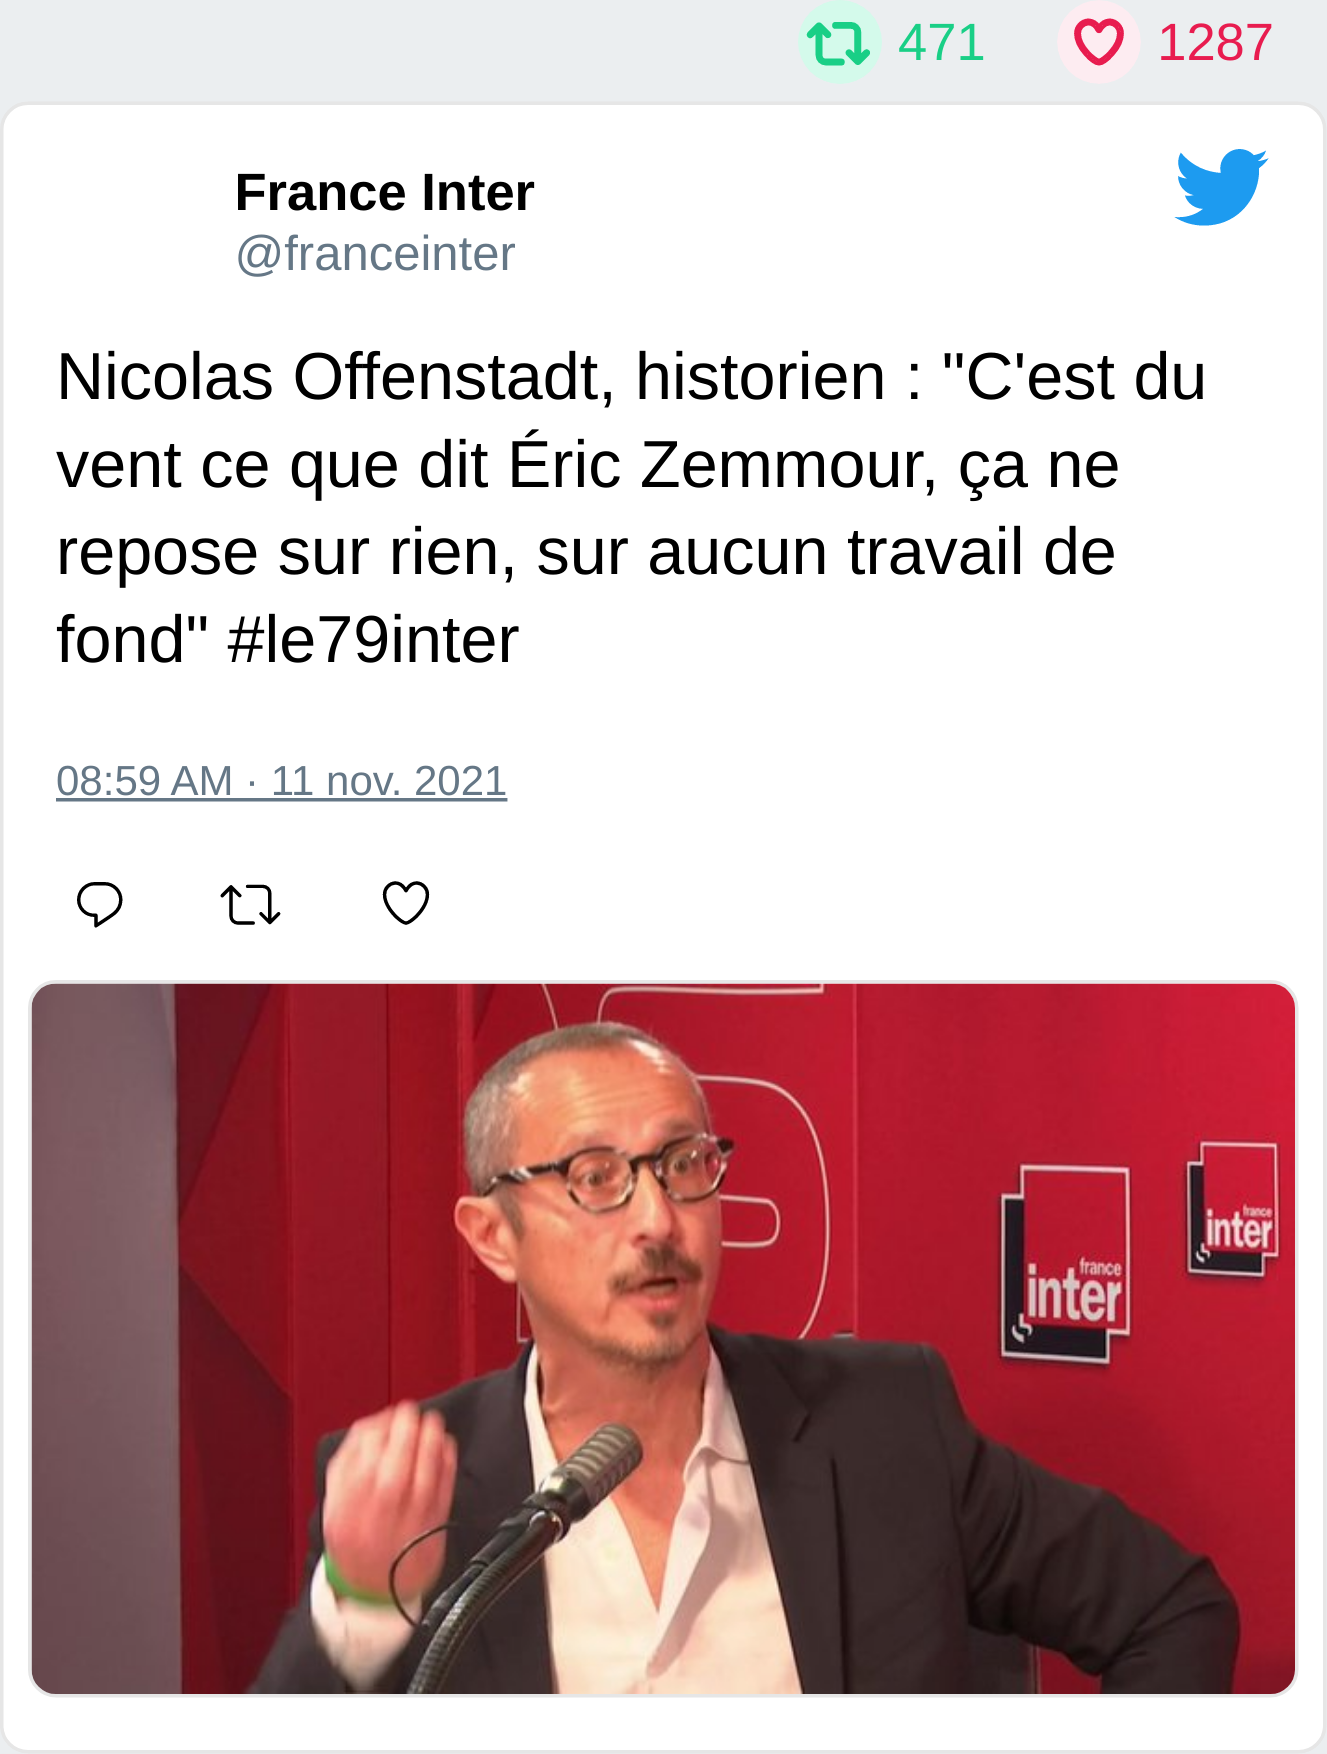 471 1287
France Inter
@franceinter
Nicolas Offenstadt, historien : "C'est du
vent ce que dit Éric Zemmour, ça ne
repose sur rien, sur aucun travail de
fond" #le79inter
08:59 AM · 11 nov. 2021
france
inter
france
inter